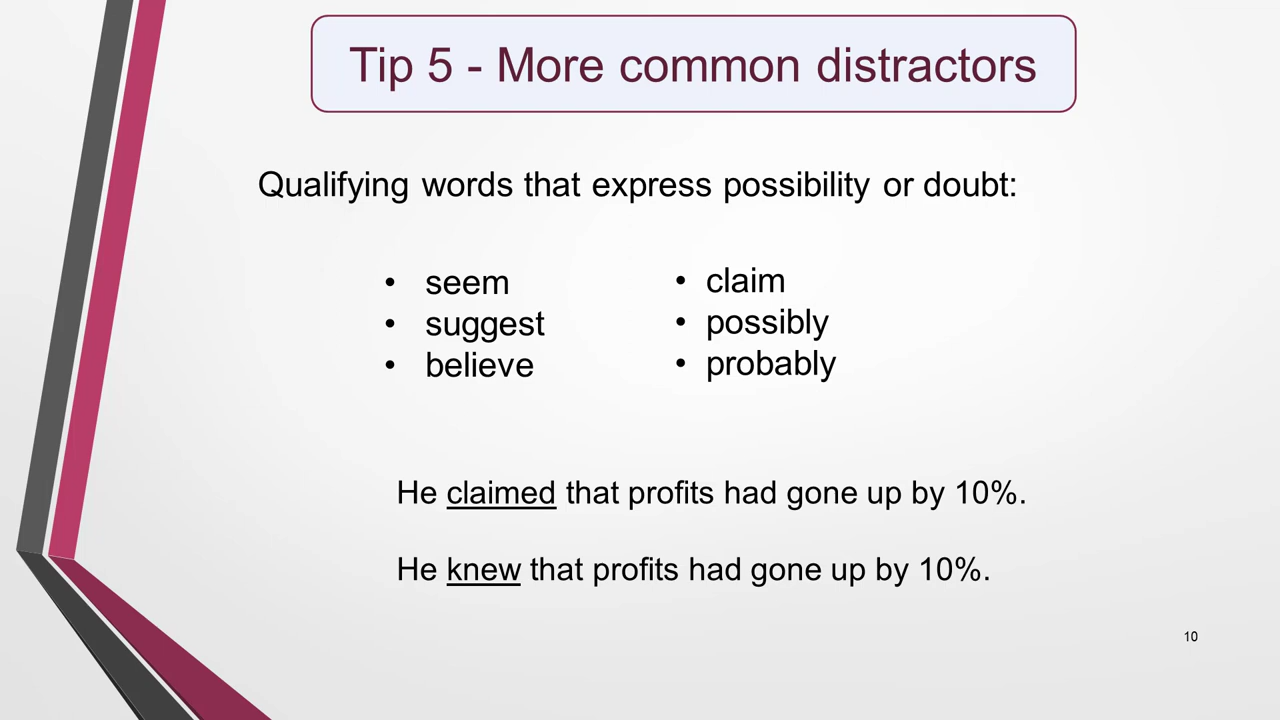 Tip 5 - More common distractors
Qualifying words that express possibility or doubt:
• seem
• suggest
• believe
• claim
• possibly
• probably
He claimed that profits had gone up by 10%.
He knew that profits had gone up by 10%.
10